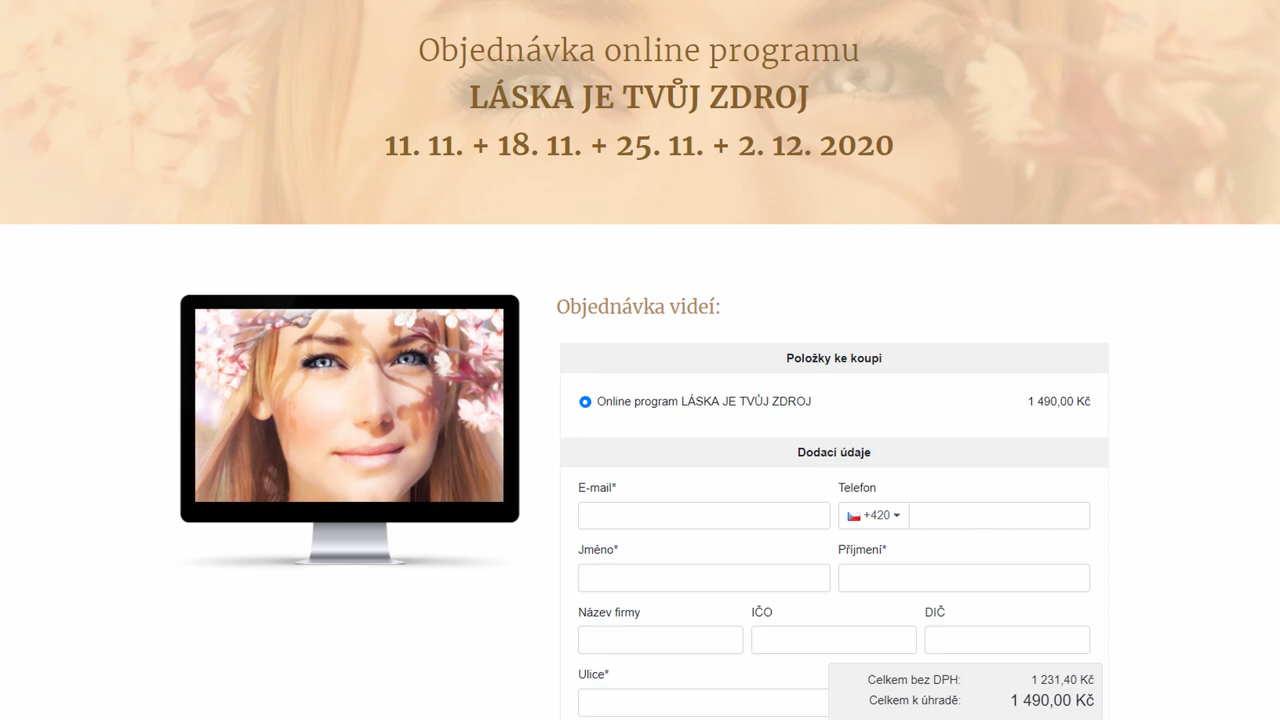 Objednávka online programu
LÁSKA JE TVŮJ ZDROJ
11. 11. + 18. 11. + 25. 11. + 2. 12. 2020
Objednávka videí:
Položky ke koupi
Online program LÁSKA JE TVŮJ ZDROJ 1 490,00 Kč
Dodací údaje
E-mail* Telefon
+420
Jméno* Příjmení*
Název firmy IČO DIČ
Ulice*
Celkem bez DPH: 1 231,40 Kč
Celkem k úhradě: 1 490,00 Kč